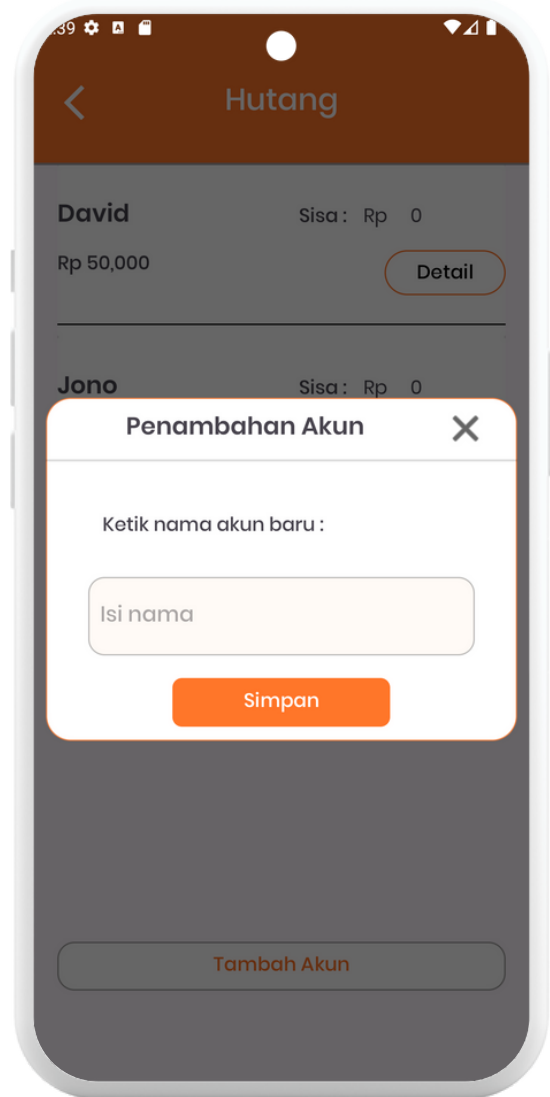 :39
Hutang
David Sisa : Rp 0
Rp 50,000 Detail
Jono Sisa : Rp 0
Penambahan Akun
Ketik nama akun baru :
Isi nama
Simpan
Tambah Akun